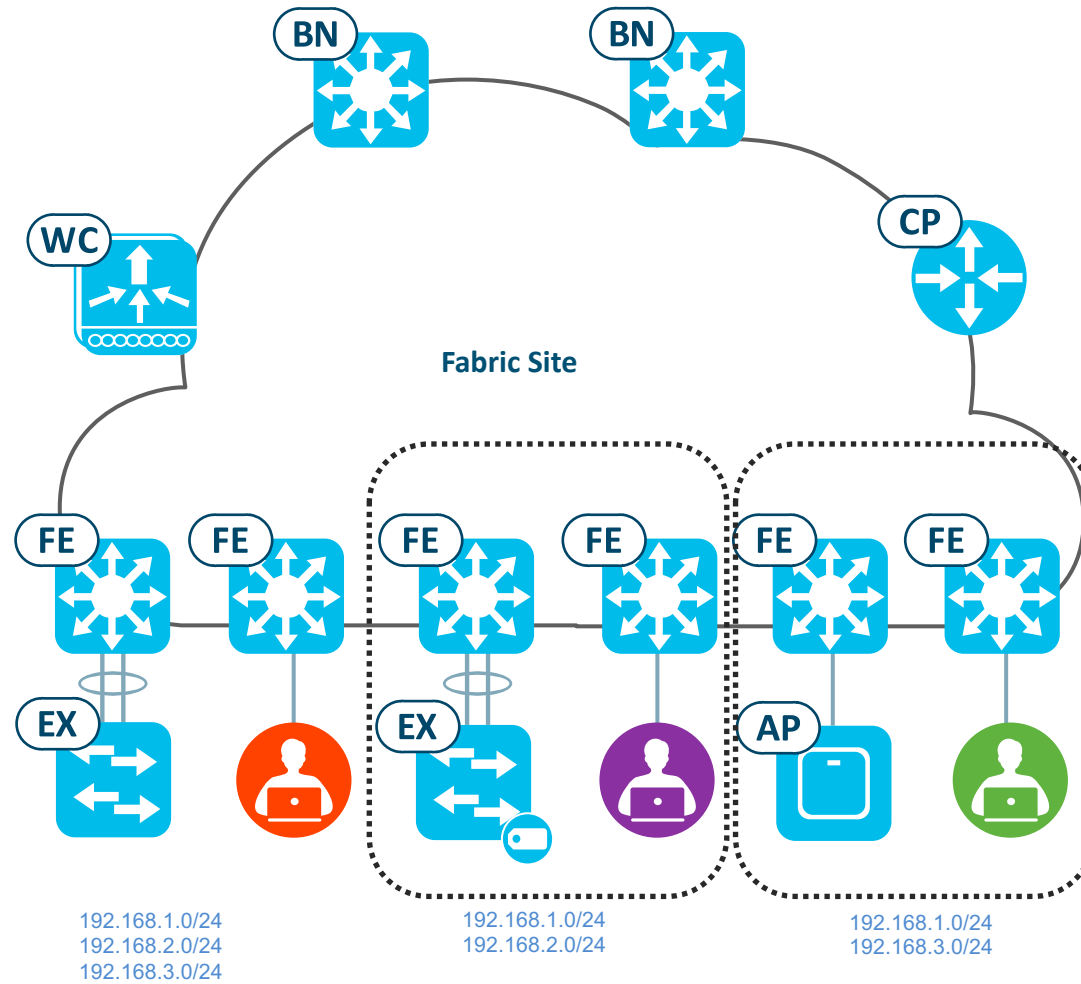 BN
BN
WC
CP
Fabric Site
FE
FE
FE
FE
FE
FE
EX
EX
AP
192.168.1.0/24
192.168.2.0/24
192.168.3.0/24
192.168.1.0/24
192.168.2.0/24
192.168.1.0/24
192.168.3.0/24